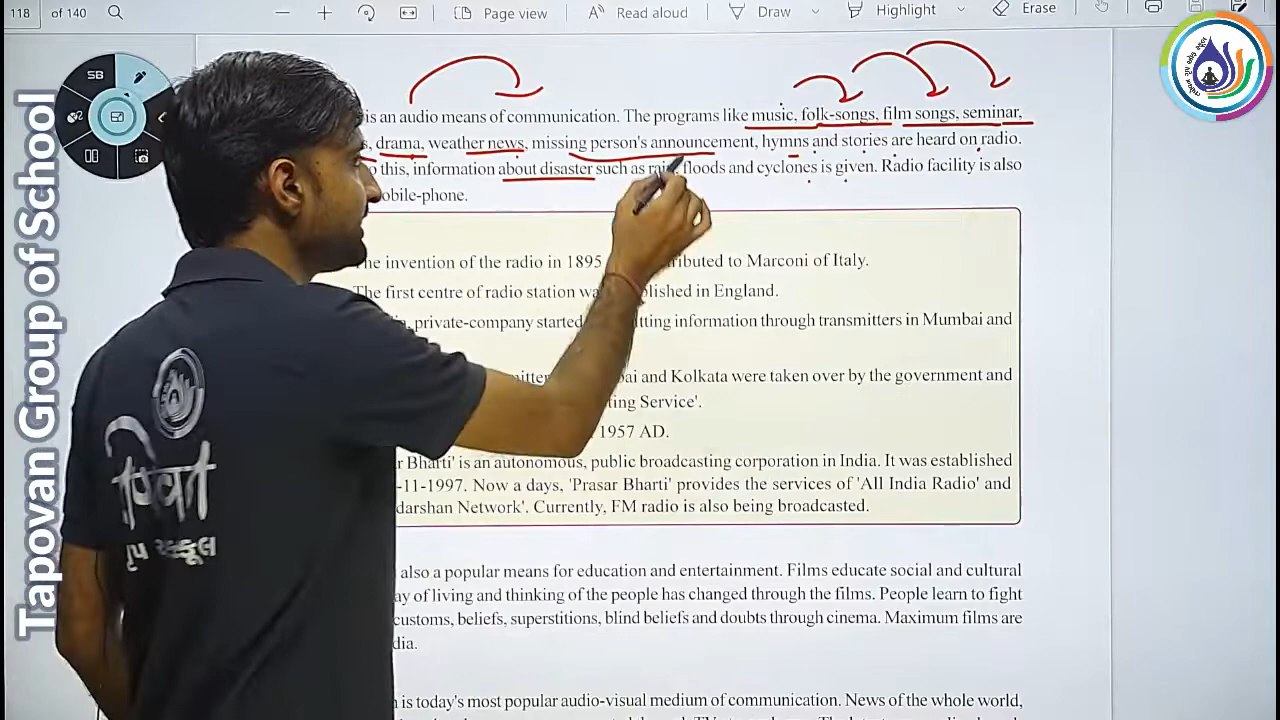 118 of 140 Page view Read aloud Draw Highlight Erase
SB
Tapovan Group of School
is an audio means of communication. The programs like music, folk-songs, film songs, seminar,
s, drama, weather news, missing person's announcement, hymns and stories are heard on radio.
o this, information about disaster such as rain, floods and cyclones is given. Radio facility is also
obile-phone.
The invention of the radio in 1895 ributed to Marconi of Italy.
The first centre of radio station wa blished in England.
, private-company started tting information through transmitters in Mumbai and
mitter bai and Kolkata were taken over by the government and
ting Service'.
1957 AD.
r Bharti' is an autonomous, public broadcasting corporation in India. It was established
-11-1997. Now a days, 'Prasar Bharti' provides the services of 'All India Radio' and
darshan Network'. Currently, FM radio is also being broadcasted.
also a popular means for education and entertainment. Films educate social and cultural
ay of living and thinking of the people has changed through the films. People learn to fight
customs, beliefs, superstitions, blind beliefs and doubts through cinema. Maximum films are
dia.
is today's most popular audio-visual medium of communication. News of the whole world,